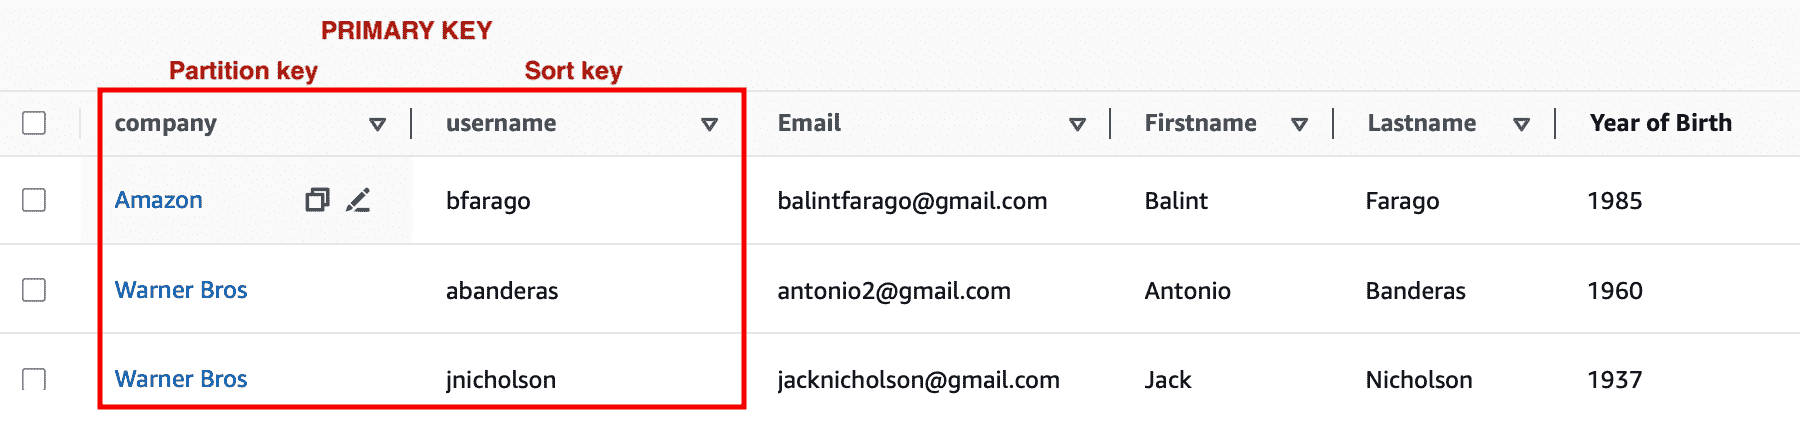 PRIMARY KEY
Partition key Sort key
company username Email Firstname Lastname Year of Birth
Amazon bfarago balintfarago@gmail.com Balint Farago 1985
Warner Bros abanderas antonio2@gmail.com Antonio Banderas 1960
Warner Bros jnicholson jacknicholson@gmail.com Jack Nicholson 1937